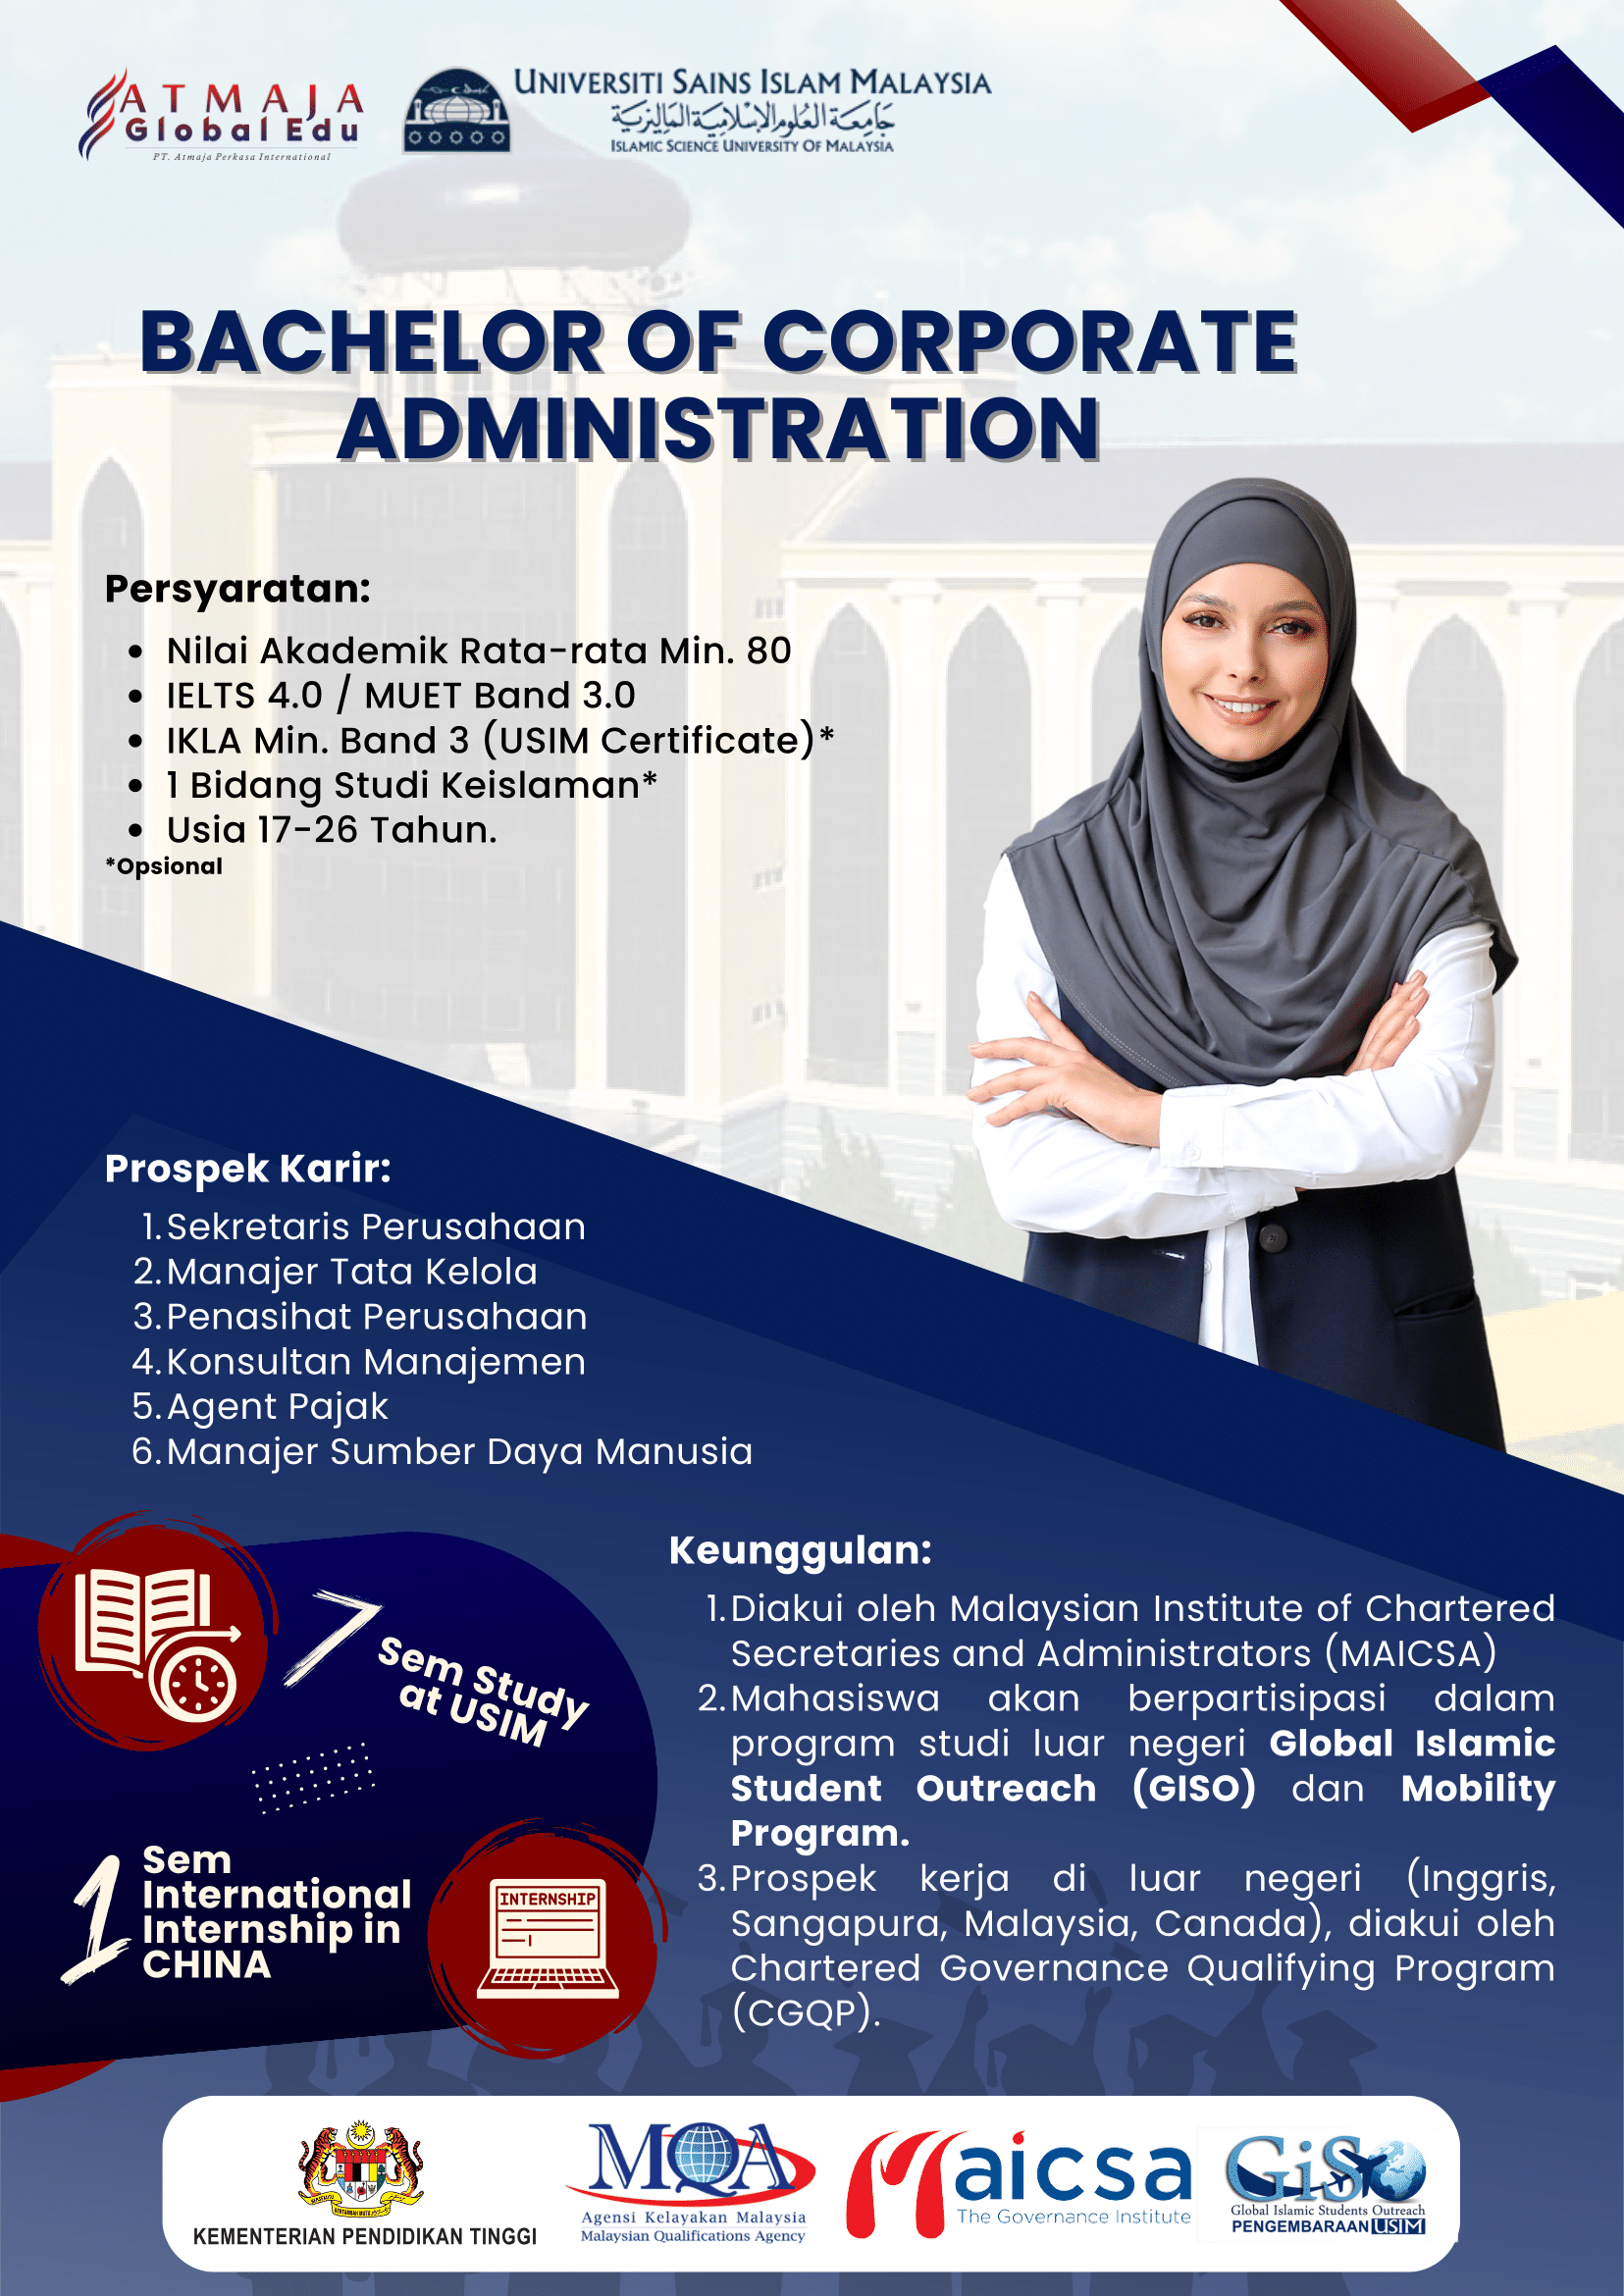 ATMAJA
Global Edu
PT. Atmaja Perkasa International
UNIVERSITI SAINS ISLAM MALAYSIA
جامعة العلوم الإسلامية الماليزية
ISLAMIC SCIENCE UNIVERSITY OF MALAYSIA
BACHELOR OF CORPORATE
ADMINISTRATION
Persyaratan:
• Nilai Akademik Rata-rata Min. 80
• IELTS 4.0 / MUET Band 3.0
• IKLA Min. Band 3 (USIM Certificate)*
• 1 Bidang Studi Keislaman*
• Usia 17-26 Tahun.
*Opsional
Prospek Karir:
1. Sekretaris Perusahaan
2. Manajer Tata Kelola
3. Penasihat Perusahaan
4. Konsultan Manajemen
5. Agent Pajak
6. Manajer Sumber Daya Manusia
7 Sem Study
at USIM
1 Sem
International
Internship in
CHINA
INTERNSHIP
Keunggulan:
1. Diakui oleh Malaysian Institute of Chartered
Secretaries and Administrators (MAICSA)
2. Mahasiswa akan berpartisipasi dalam
program studi luar negeri Global Islamic
Student Outreach (GISO) dan Mobility
Program.
3. Prospek kerja di luar negeri (Inggris,
Sangapura, Malaysia, Canada), diakui oleh
Chartered Governance Qualifying Program
(CGQP).
KEMENTERIAN PENDIDIKAN TINGGI
MQA
Agensi Kelayakan Malaysia
Malaysian Qualifications Agency
Maicsa
The Governance Institute
GiSO
Global Islamic Students Outreach
PENGEMBARAAN USIM